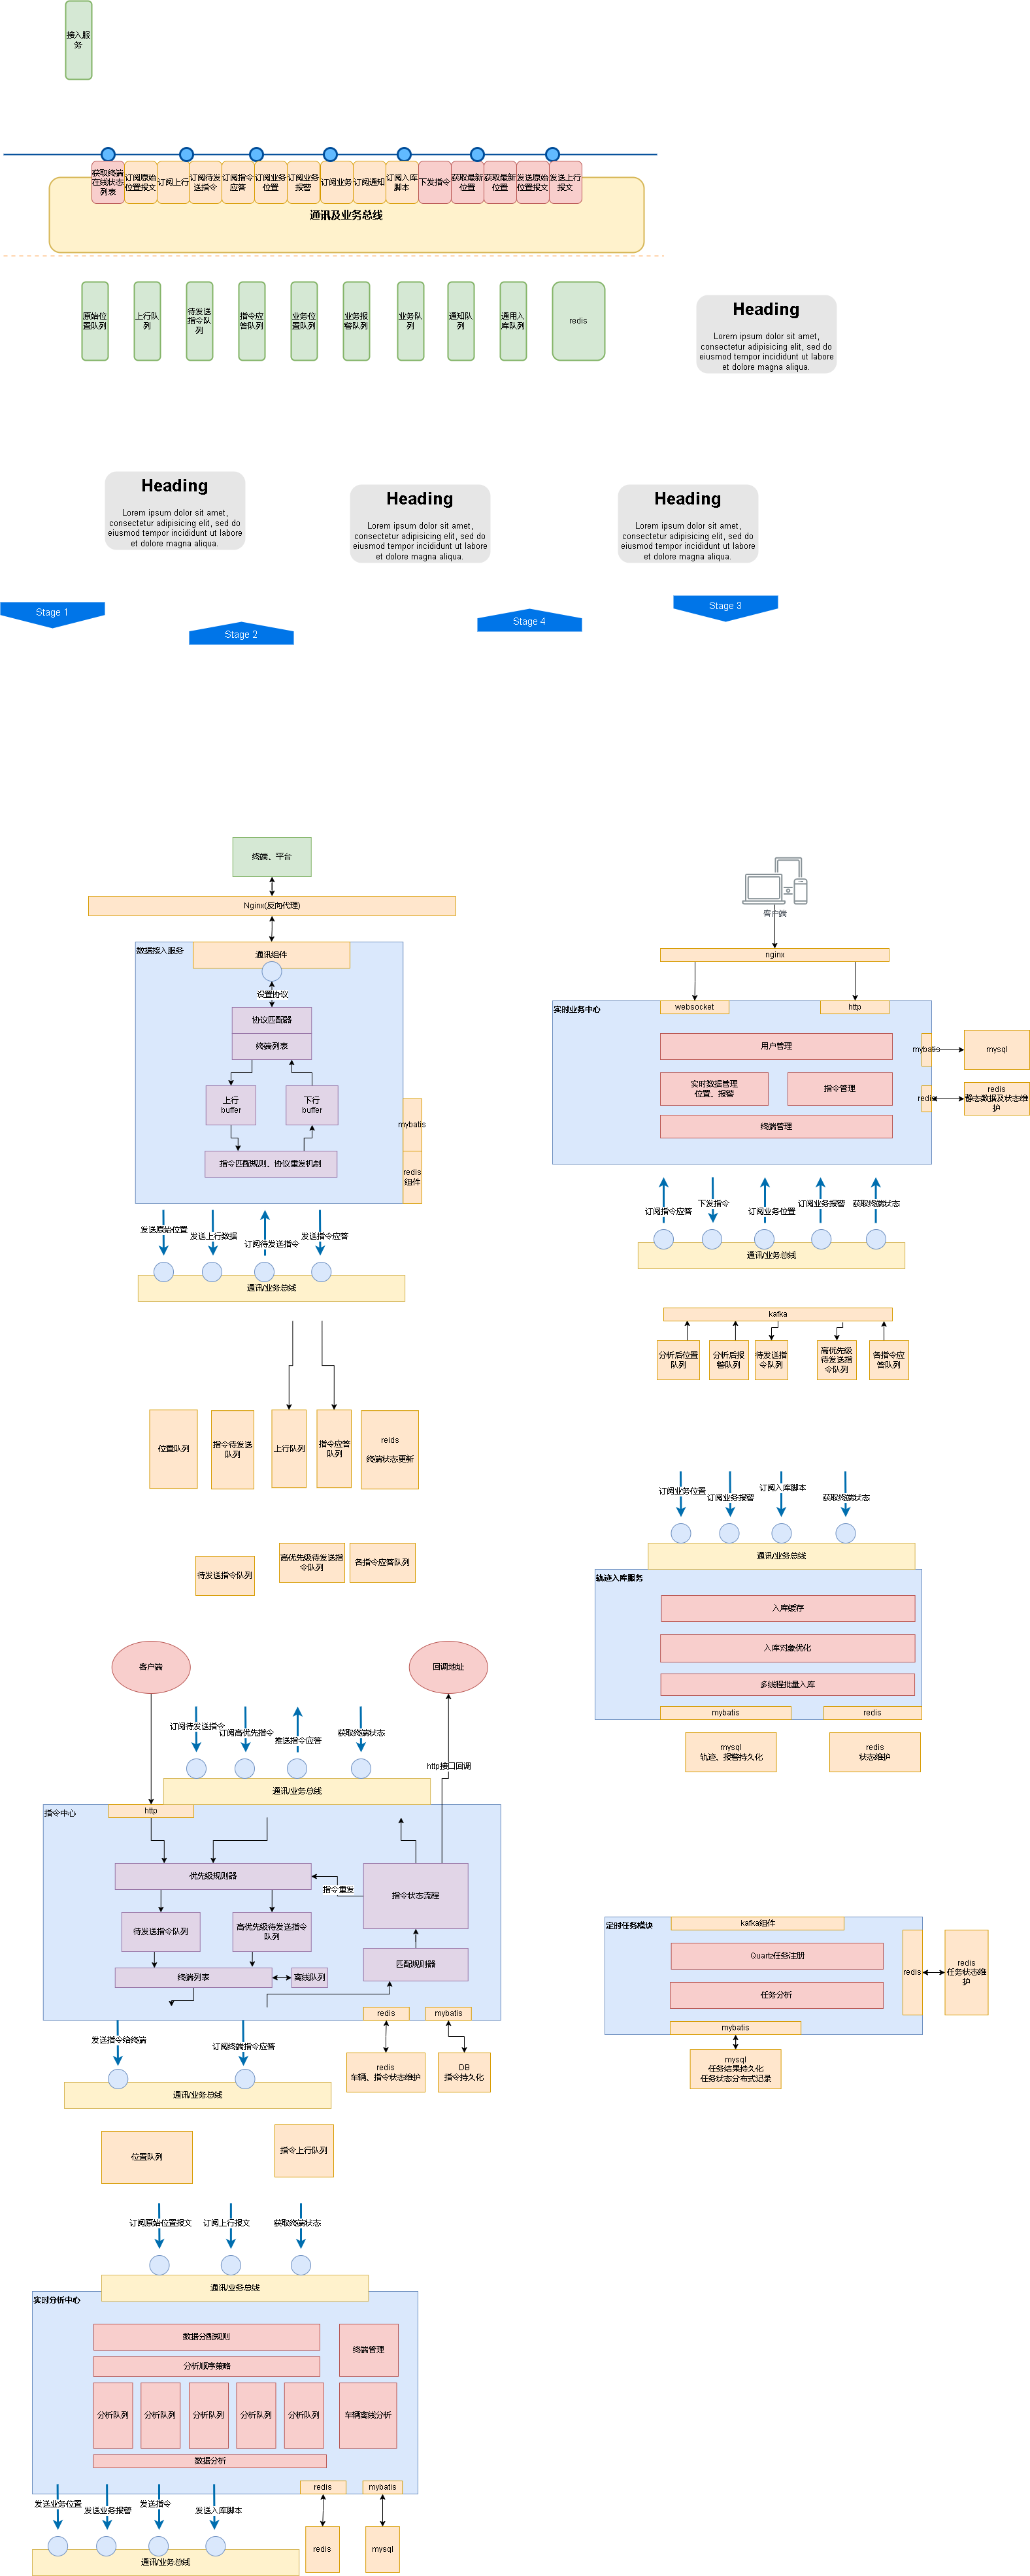 接入服
务
获取终端
在线状态
列表
订阅原始
位置报文
订阅上行
订阅待发
送指令
订阅指令
应答
订阅业务
位置
订阅业务
报警
订阅业务
订阅通知
订阅入库
脚本
下发指令
获取最新
位置
获取最新
位置
发送原始
位置报文
发送上行
报文
通讯及业务总线
原始位
置队列
上行队
列
待发送
指令队
列
指令应
答队列
业务位
置队列
业务报
警队列
业务队
列
通知队
列
通用入
库队列
redis
Heading
Lorem ipsum dolor sit amet,
consectetur adipisicing elit, sed do
eiusmod tempor incididunt ut labore
et dolore magna aliqua.
Heading
Lorem ipsum dolor sit amet,
consectetur adipisicing elit, sed do
eiusmod tempor incididunt ut labore
et dolore magna aliqua.
Heading
Lorem ipsum dolor sit amet,
consectetur adipisicing elit, sed do
eiusmod tempor incididunt ut labore
et dolore magna aliqua.
Heading
Lorem ipsum dolor sit amet,
consectetur adipisicing elit, sed do
eiusmod tempor incididunt ut labore
et dolore magna aliqua.
Stage 1
Stage 2
Stage 4
Stage 3
终端、平台
Nginx(反向代理)
数据接入服务
通讯组件
设置协议
协议匹配器
终端列表
上行
buffer
下行
buffer
指令匹配规则、协议重发机制
mybatis
redis
组件
发送原始位置
发送上行数据
订阅待发送指令
发送指令应答
通讯/业务总线
位置队列
指令待发送
队列
上行队列
指令应答
队列
reids
终端状态更新
待发送指令队列
高优先级待发送指
令队列
各指令应答队列
客户端
nginx
实时业务中心
websocket
http
用户管理
实时数据管理
位置、报警
指令管理
终端管理
mybatis
mysql
redis
redis
静态数据及状态维
护
订阅指令应答
下发指令
订阅业务位置
订阅业务报警
获取终端状态
通讯/业务总线
kafka
分析后位置
队列
分析后报
警队列
待发送指
令队列
高优先级
待发送指
令队列
各指令应
答队列
订阅业务位置
订阅业务报警
订阅入库脚本
获取终端状态
通讯/业务总线
轨迹入库服务
入库缓存
入库对象优化
多线程批量入库
mybatis
redis
mysql
轨迹、报警持久化
redis
状态维护
客户端
回调地址
订阅待发送指令
订阅高优先指令
推送指令应答
获取终端状态
http接口回调
通讯/业务总线
指令中心
http
优先级规则器
指令重发
指令状态流程
待发送指令队列
高优先级待发送指令
队列
匹配规则器
终端列表
离线队列
redis
mybatis
发送指令给终端
订阅终端指令应答
redis
车辆、指令状态维护
DB
指令持久化
通讯/业务总线
位置队列
指令上行队列
定时任务模块
kafka组件
Quartz任务注册
任务分析
mybatis
redis
redis
任务状态维
护
mysql
任务结果持久化
任务状态分布式记录
订阅原始位置报文
订阅上行报文
获取终端状态
通讯/业务总线
实时分析中心
数据分配规则
终端管理
分析顺序策略
分析队列
分析队列
分析队列
分析队列
分析队列
车辆离线分析
数据分析
redis
mybatis
发送业务位置
发送业务报警
发送指令
发送入库脚本
redis
mysql
通讯/业务总线